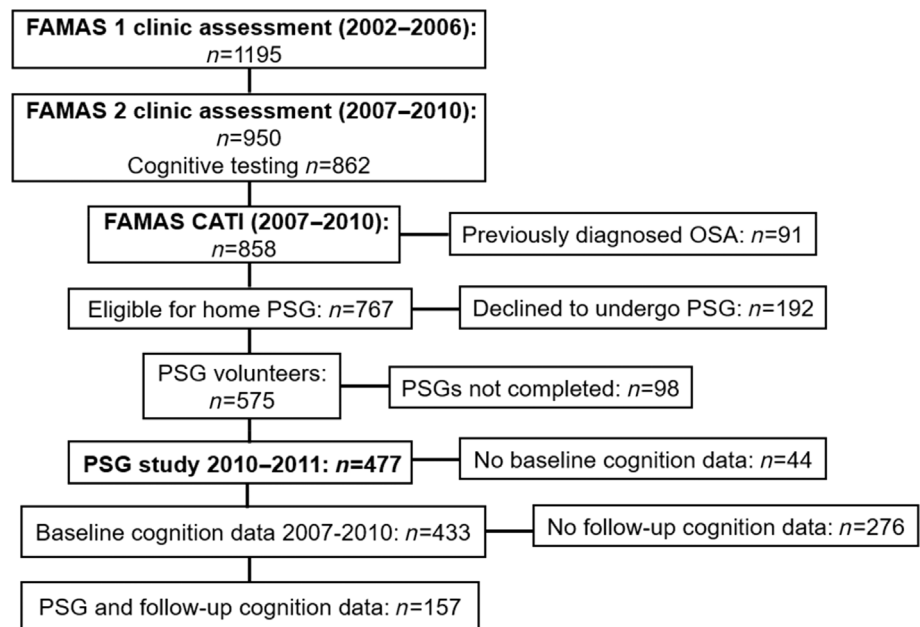 FAMAS 1 clinic assessment (2002–2006):
n=1195
FAMAS 2 clinic assessment (2007–2010):
n=950
Cognitive testing n=862
FAMAS CATI (2007–2010):
n=858
Previously diagnosed OSA: n=91
Eligible for home PSG: n=767
Declined to undergo PSG: n=192
PSG volunteers:
n=575
PSGs not completed: n=98
PSG study 2010–2011: n=477
No baseline cognition data: n=44
Baseline cognition data 2007-2010: n=433
No follow-up cognition data: n=276
PSG and follow-up cognition data: n=157